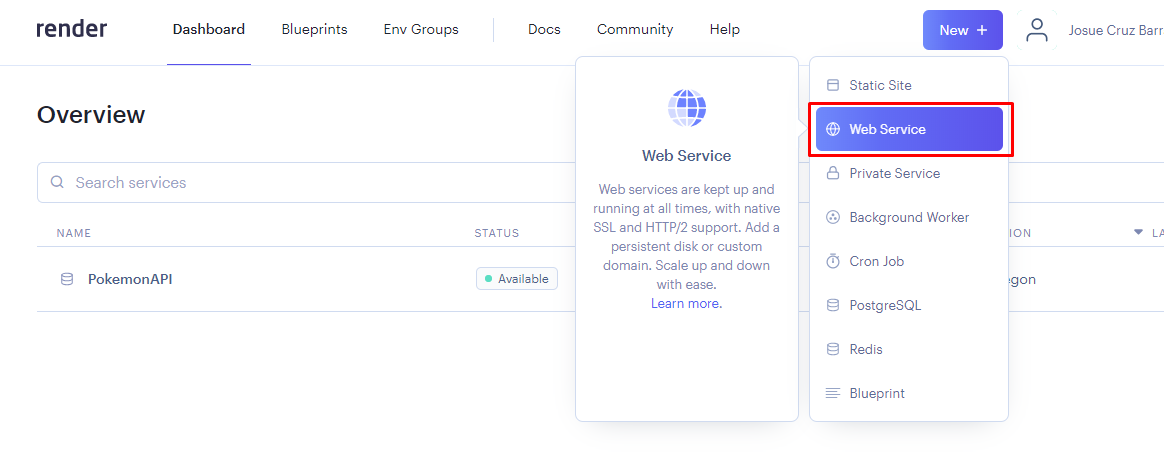 render
Dashboard
Blueprints
Env Groups
Docs
Community
Help
New +
Josue Cruz Barr
Overview
Search services
NAME
STATUS
ION
LA
PokemonAPI
Available
egon
Web Service
Web services are kept up and
running at all times, with native
SSL and HTTP/2 support. Add a
persistent disk or custom
domain. Scale up and down
with ease.
Learn more.
Static Site
Web Service
Private Service
Background Worker
Cron Job
PostgreSQL
Redis
Blueprint